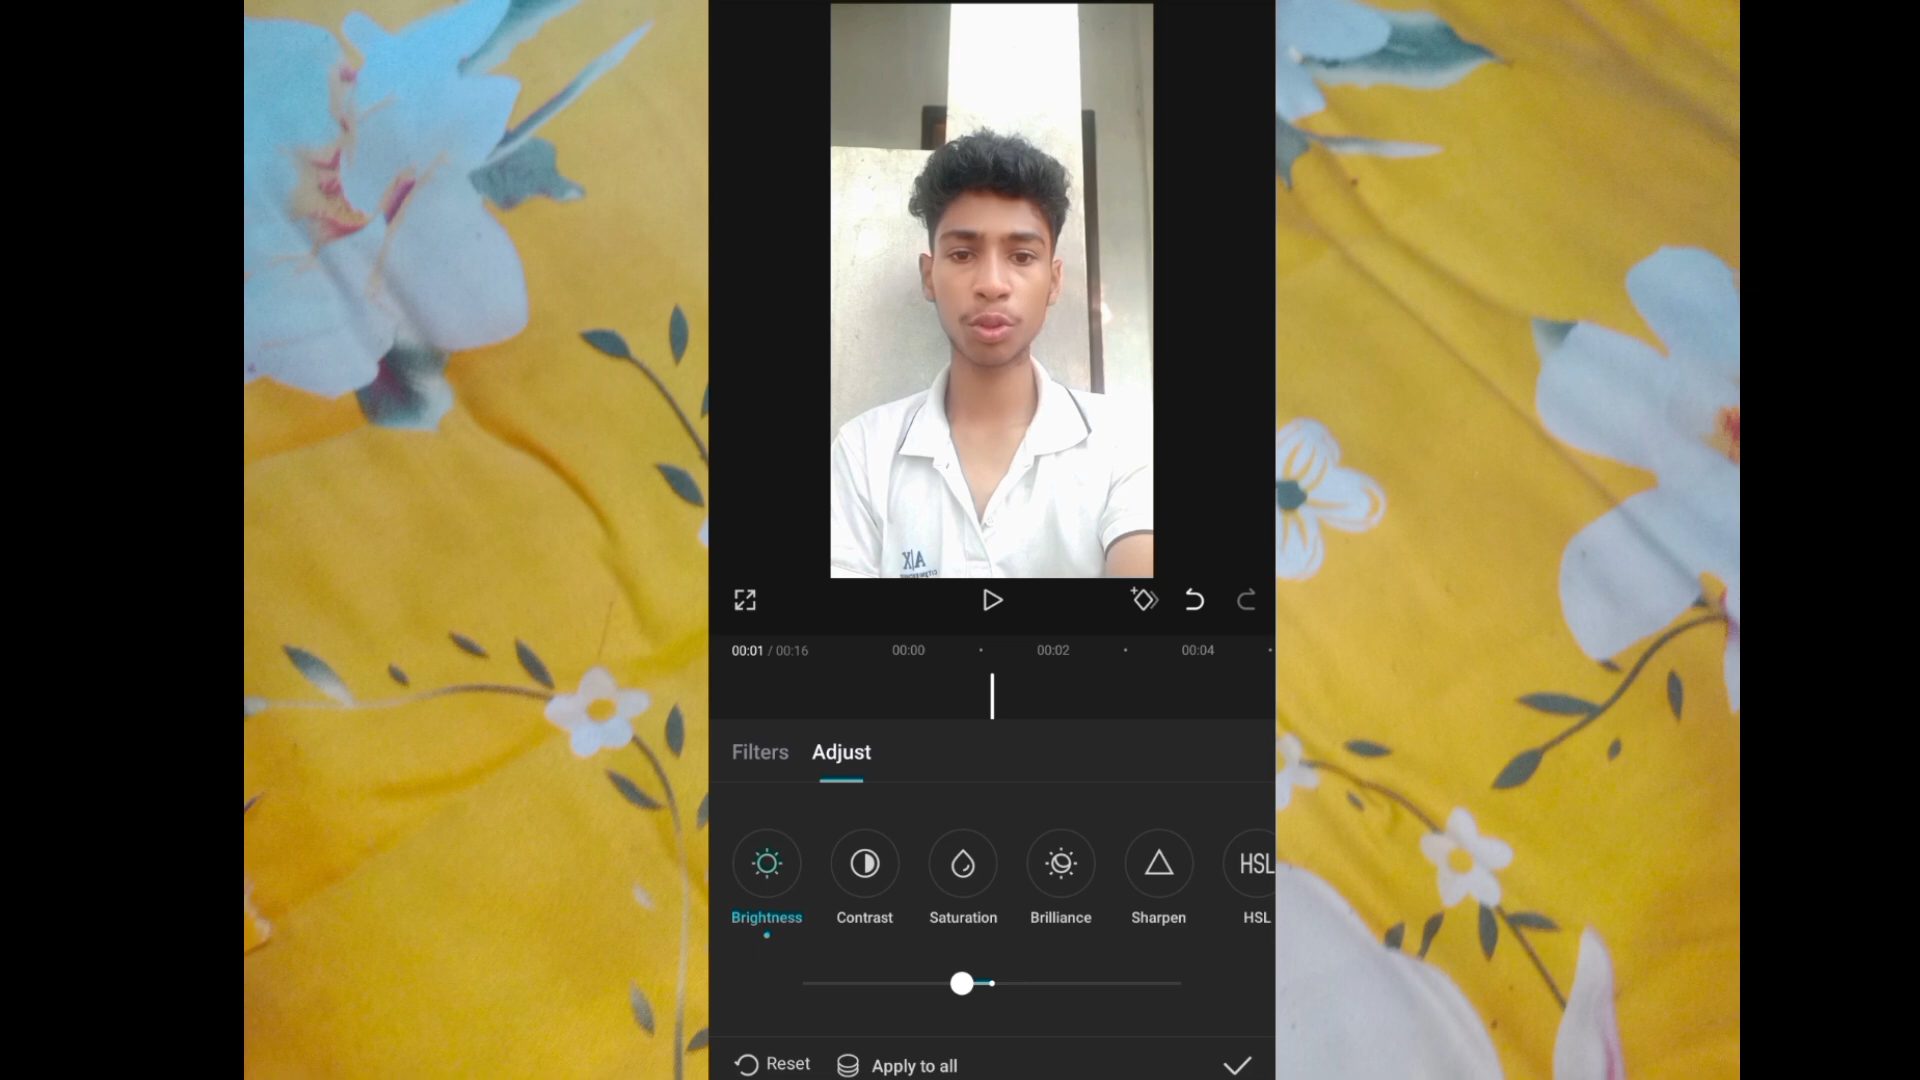 00:01 / 00:16 00:00 00:02 00:04
Filters Adjust
HSL
Brightness Contrast Saturation Brilliance Sharpen HSL
Reset Apply to all